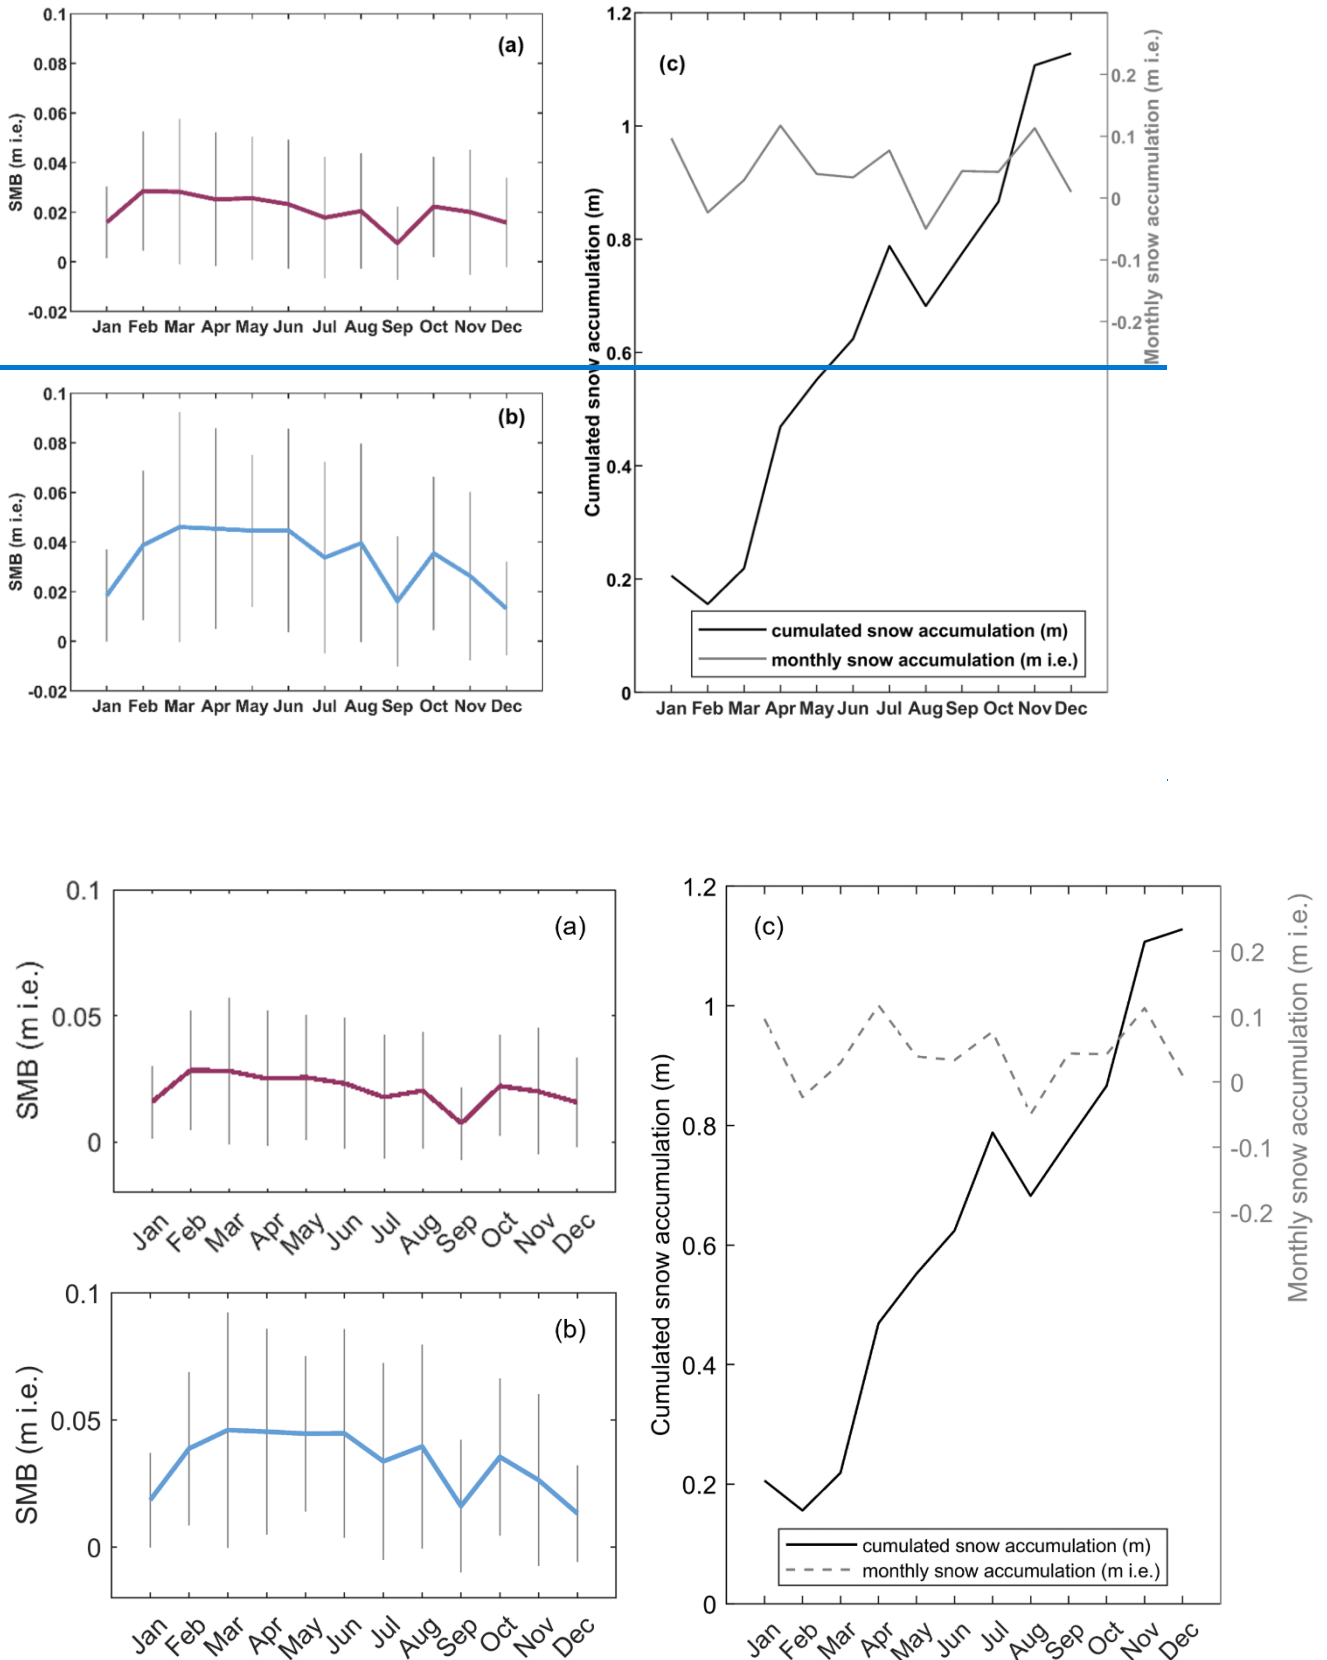 0.1
0.08
0.06
0.04
0.02
0
-0.02
SMB (m i.e.)
(a)
Jan Feb Mar Apr May Jun Jul Aug Sep Oct Nov Dec
0.1
0.08
0.06
0.04
0.02
0
-0.02
SMB (m i.e.)
(b)
Jan Feb Mar Apr May Jun Jul Aug Sep Oct Nov Dec
1.2
1
0.8
0.6
0.4
0.2
0
Cumulated snow accumulation (m)
(c)
0.2
0.1
0
-0.1
-0.2
Monthly snow accumulation (m i.e.)
cumulated snow accumulation (m)
monthly snow accumulation (m i.e.)
Jan Feb Mar Apr May Jun Jul Aug Sep Oct Nov Dec
0.1
0.05
0
SMB (m i.e.)
(a)
Jan Feb Mar Apr May Jun Jul Aug Sep Oct Nov Dec
0.1
0.05
0
SMB (m i.e.)
(b)
Jan Feb Mar Apr May Jun Jul Aug Sep Oct Nov Dec
1.2
1
0.8
0.6
0.4
0.2
0
Cumulated snow accumulation (m)
(c)
0.2
0.1
0
-0.1
-0.2
Monthly snow accumulation (m i.e.)
cumulated snow accumulation (m)
monthly snow accumulation (m i.e.)
Jan Feb Mar Apr May Jun Jul Aug Sep Oct Nov Dec